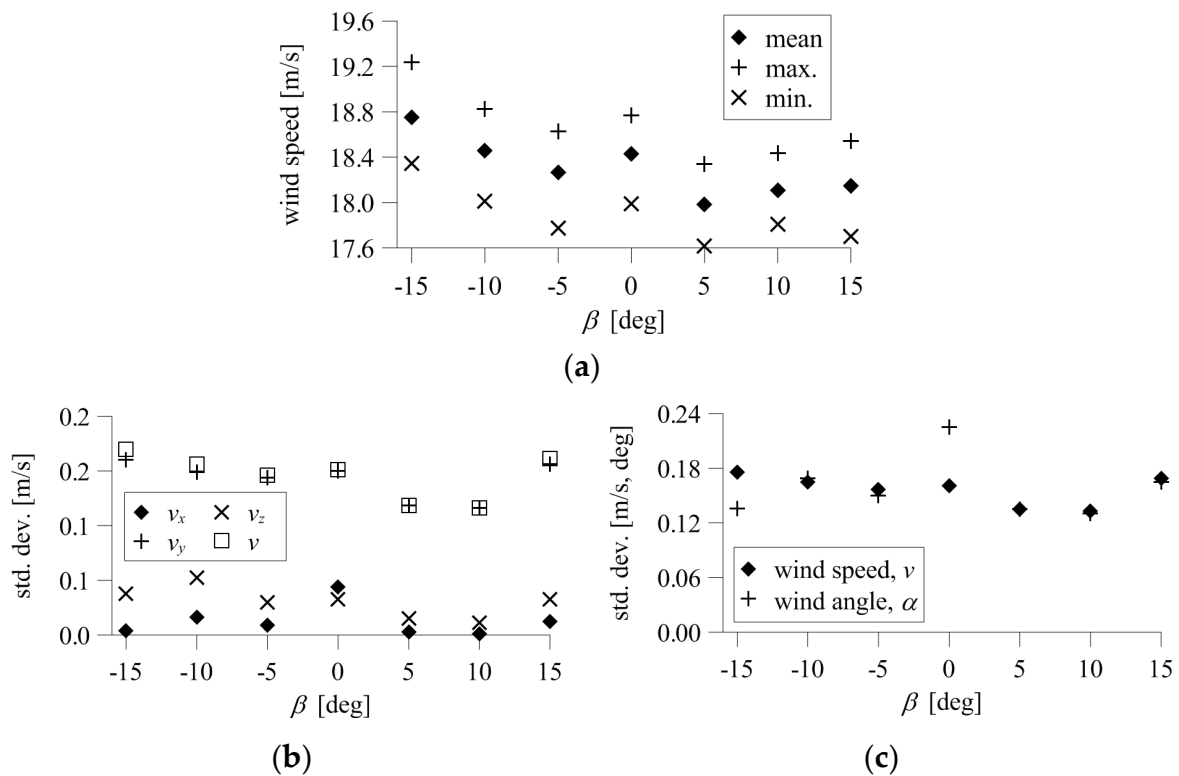 19.6
19.2
18.8
18.4
18.0
17.6
wind speed [m/s]
mean
max.
min.
-15 -10 -5 0 5 10 15
β [deg]
(a)
0.2
0.2
0.1
0.1
0.0
std. dev. [m/s]
vx vz
vy v
-15 -10 -5 0 5 10 15
β [deg]
(b)
0.24
0.18
0.12
0.06
0.00
std. dev. [m/s, deg]
wind speed, v
wind angle, α
-15 -10 -5 0 5 10 15
β [deg]
(c)